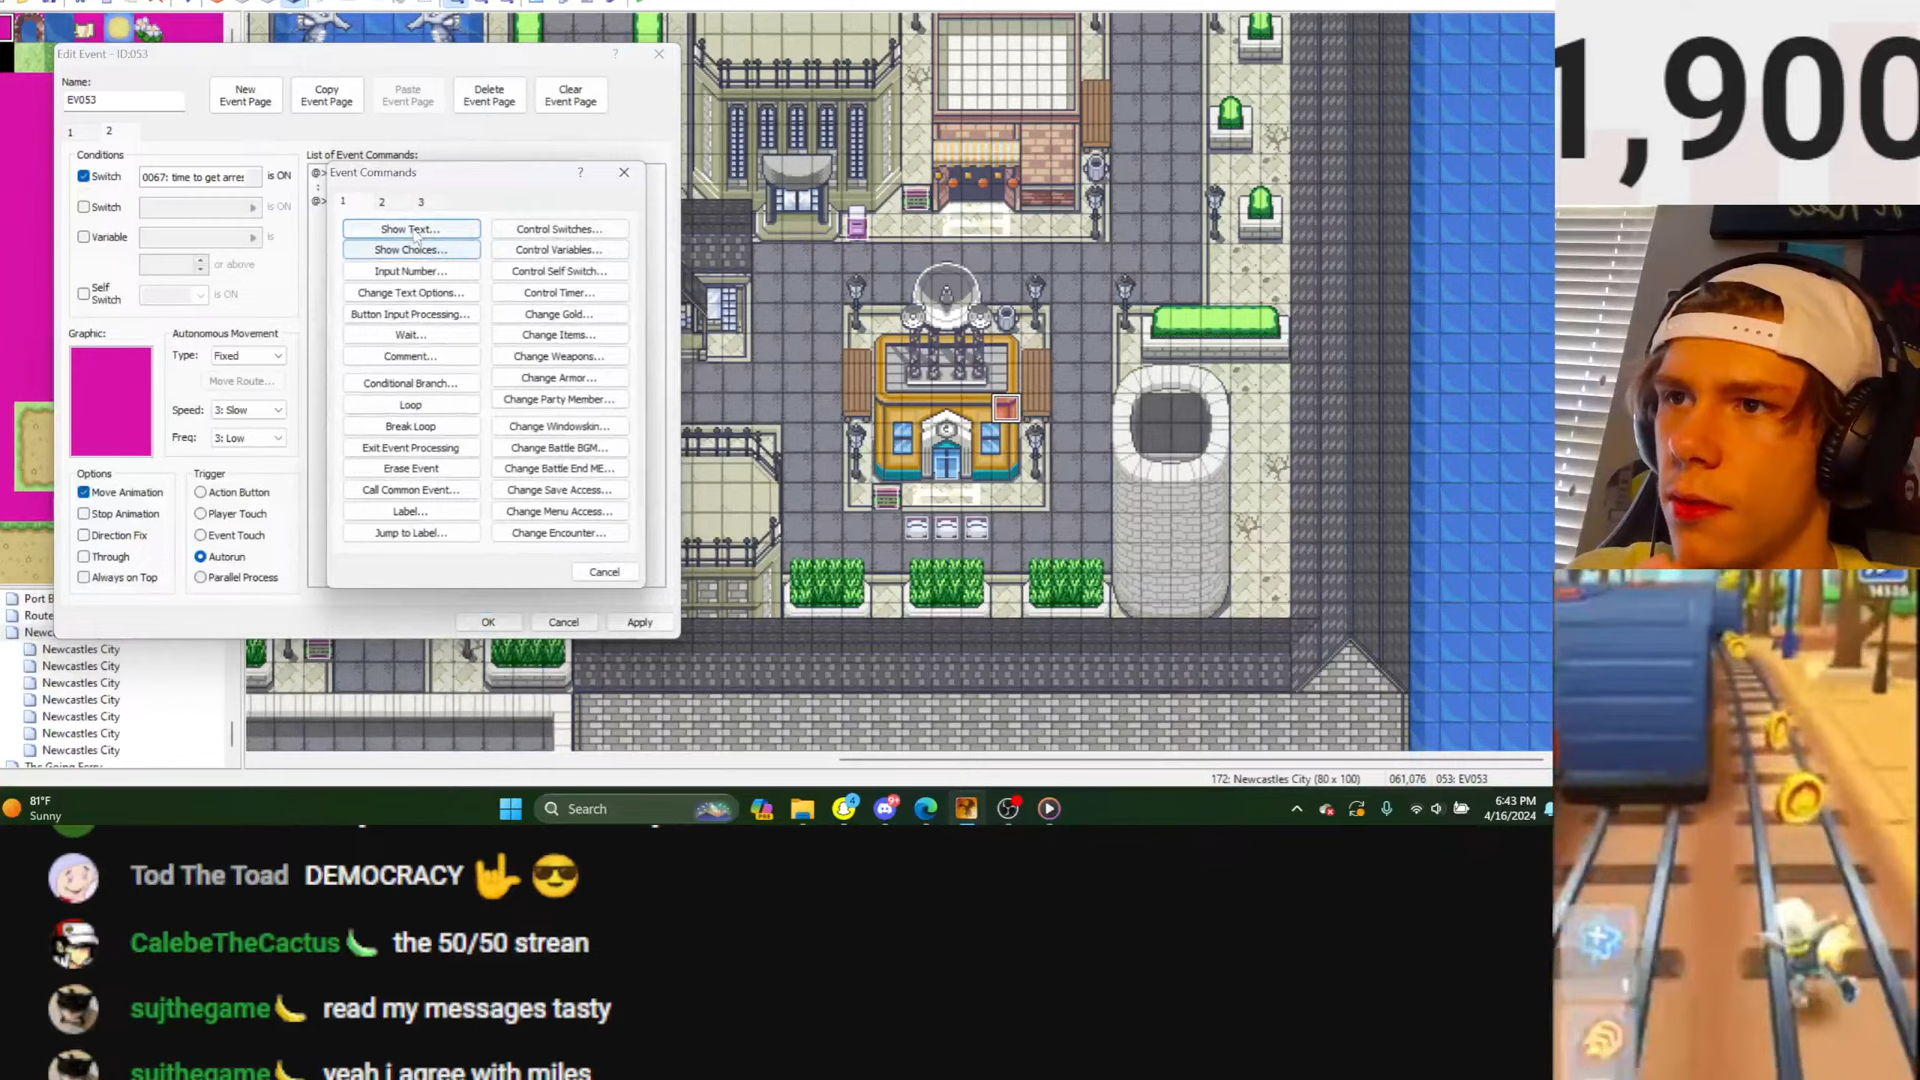 Edit Event - ID:053
Name:
EV053
New
Event Page
Copy
Event Page
Paste
Event Page
Delete
Event Page
Clear
Event Page
1 2
Conditions
Switch 0067: time to get arres is ON
Switch is ON
Variable is
or above
Self
Switch is ON
Graphic:
Autonomous Movement
Type: Fixed
Move Route...
Speed: 3: Slow
Freq: 3: Low
Options
Move Animation
Stop Animation
Direction Fix
Through
Always on Top
Trigger
Action Button
Player Touch
Event Touch
Autorun
Parallel Process
List of Event Commands:
@>
:
@>
OK Cancel Apply
Event Commands
1 2 3
Show Text...
Show Choices...
Input Number...
Change Text Options...
Button Input Processing...
Wait...
Comment...
Conditional Branch...
Loop
Break Loop
Exit Event Processing
Erase Event
Call Common Event...
Label...
Jump to Label...
Control Switches...
Control Variables...
Control Self Switch...
Control Timer...
Change Gold...
Change Items...
Change Weapons...
Change Armor...
Change Party Member...
Change Windowskin...
Change Battle BGM...
Change Battle End ME...
Change Save Access...
Change Menu Access...
Change Encounter...
Cancel
Port B
Route
Newc
Newcastles City
Newcastles City
Newcastles City
Newcastles City
Newcastles City
Newcastles City
Newcastles City
The Going Ferry
172: Newcastles City (80 x 100) 061,076 053: EV053
81°F
Sunny
Search
6:43 PM
4/16/2024
1,900
Tod The Toad DEMOCRACY
CalebeTheCactus the 50/50 strean
sujthegame read my messages tasty
sujthegame yeah i agree with miles